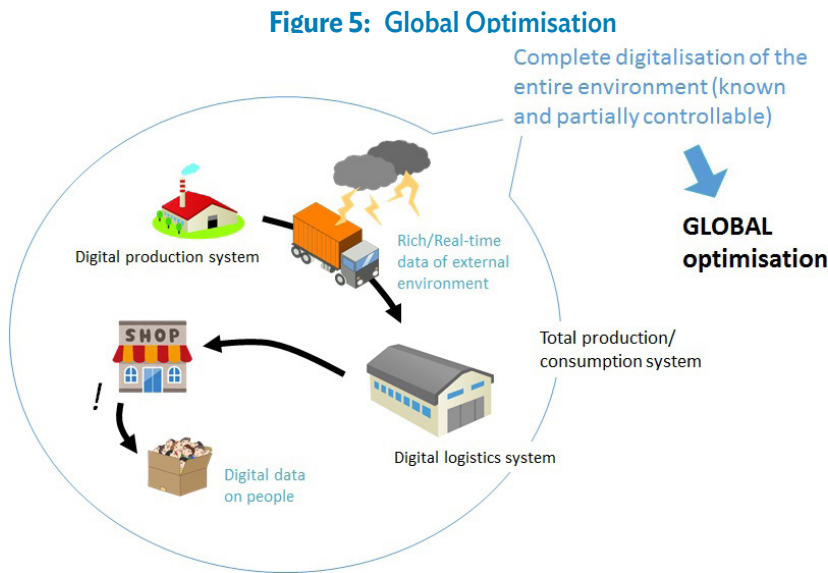 Figure 5: Global Optimisation
Complete digitalisation of the
entire environment (known
and partially controllable)
GLOBAL
optimisation
Digital production system
Rich/Real-time
data of external
environment
SHOP
Total production/
consumption system
!
Digital logistics system
Digital data
on people